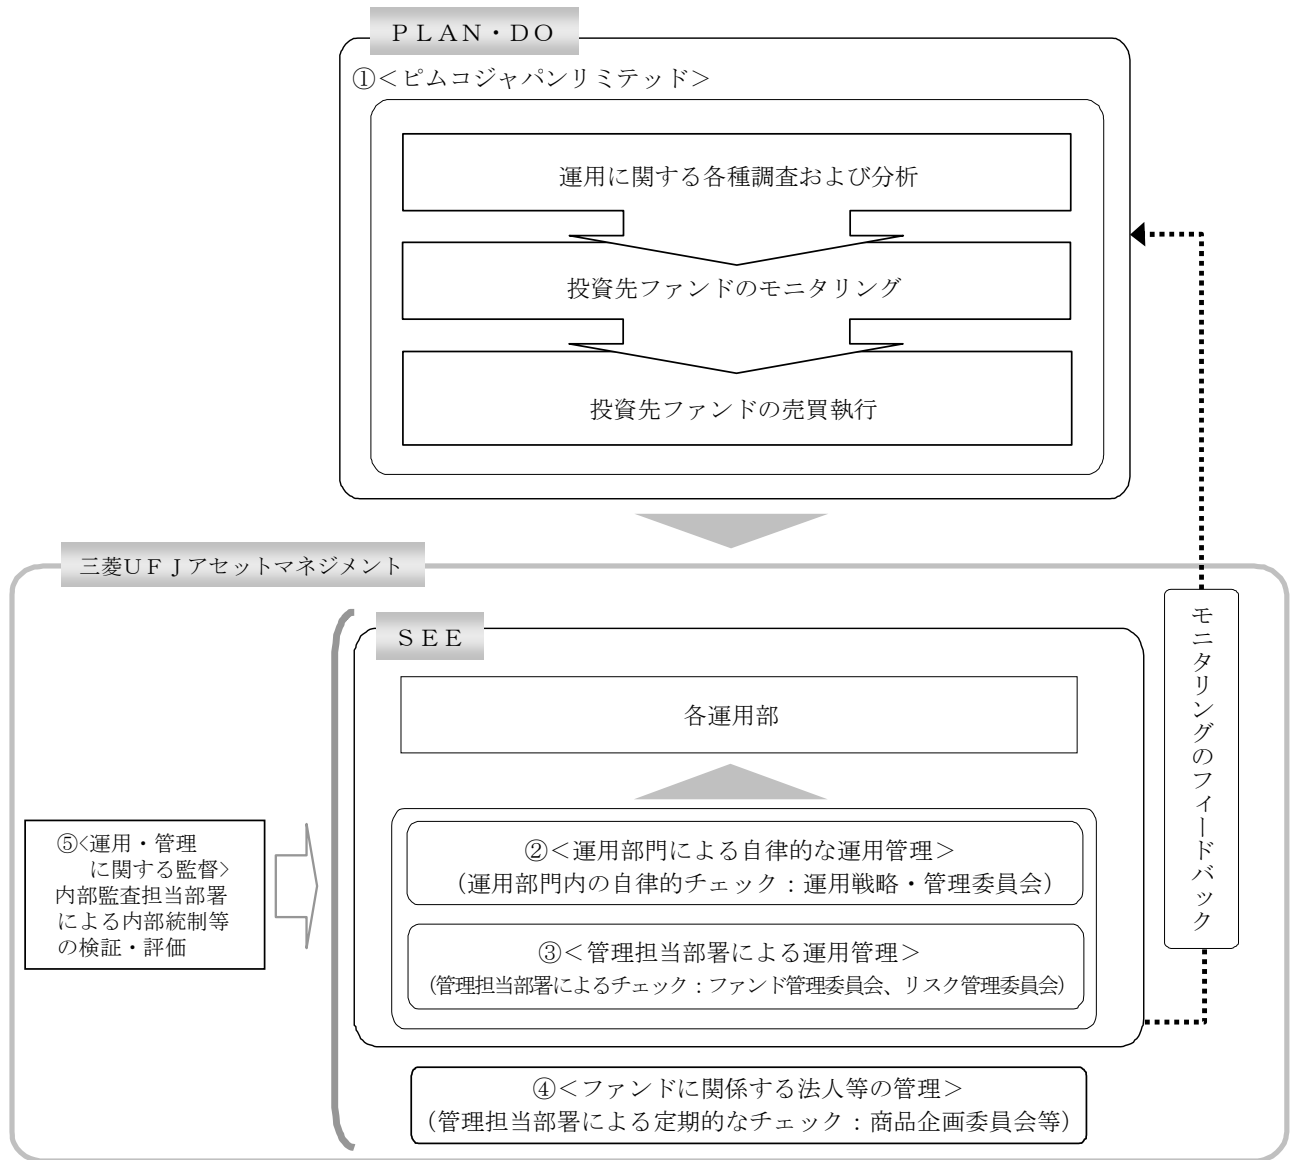 ＰＬＡＮ・ＤＯ
①＜ピムコジャパンリミテッド＞
運用に関する各種調査および分析
投資先ファンドのモニタリング
投資先ファンドの売買執行
三菱ＵＦＪアセットマネジメント
ＳＥＥ
各運用部
②＜運用部門による自律的な運用管理＞
（運用部門内の自律的チェック：運用戦略・管理委員会）
③＜管理担当部署による運用管理＞
（管理担当部署によるチェック：ファンド管理委員会、リスク管理委員会）
④＜ファンドに関係する法人等の管理＞
（管理担当部署による定期的なチェック：商品企画委員会等）
⑤<運用・管理
に関する監督>
内部監査担当部署
による内部統制等
の検証・評価
モニタリングのフィードバック